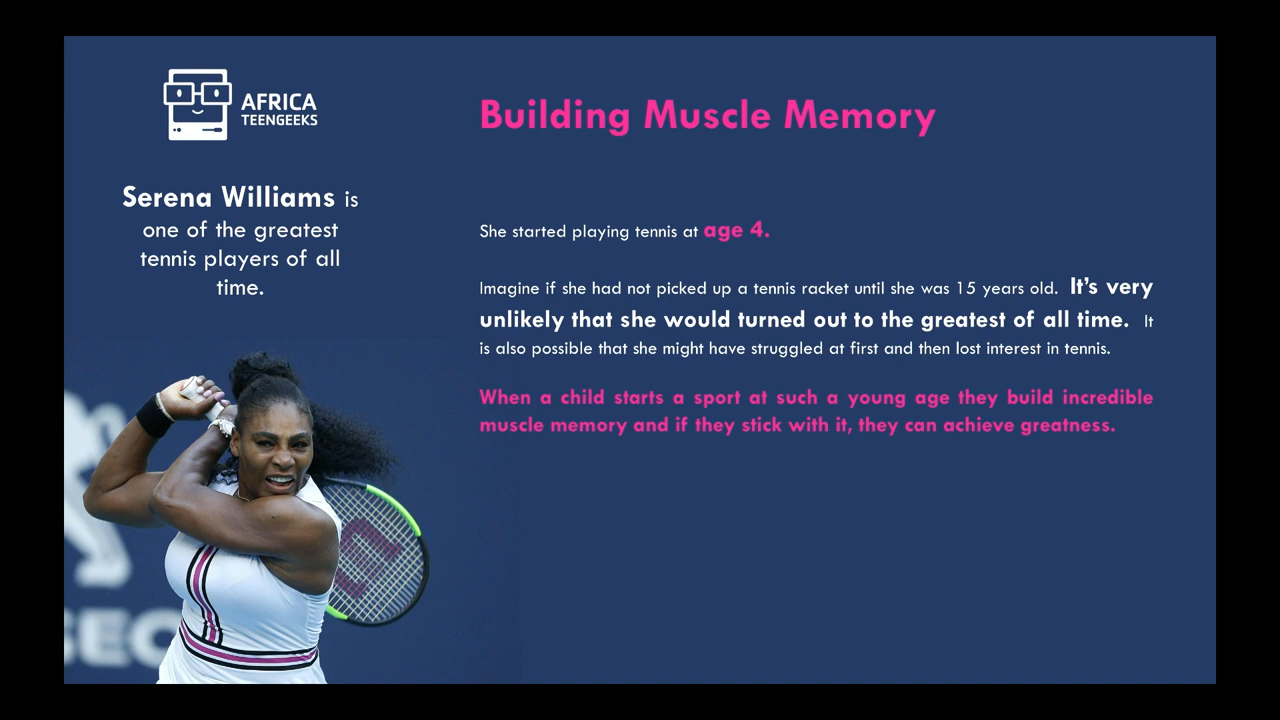 AFRICA
TEENGEEKS
Building Muscle Memory
Serena Williams is
one of the greatest
tennis players of all
time.
She started playing tennis at age 4.
Imagine if she had not picked up a tennis racket until she was 15 years old. It's very
unlikely that she would turned out to the greatest of all time. It
is also possible that she might have struggled at first and then lost interest in tennis.
When a child starts a sport at such a young age they build incredible
muscle memory and if they stick with it, they can achieve greatness.
SEC